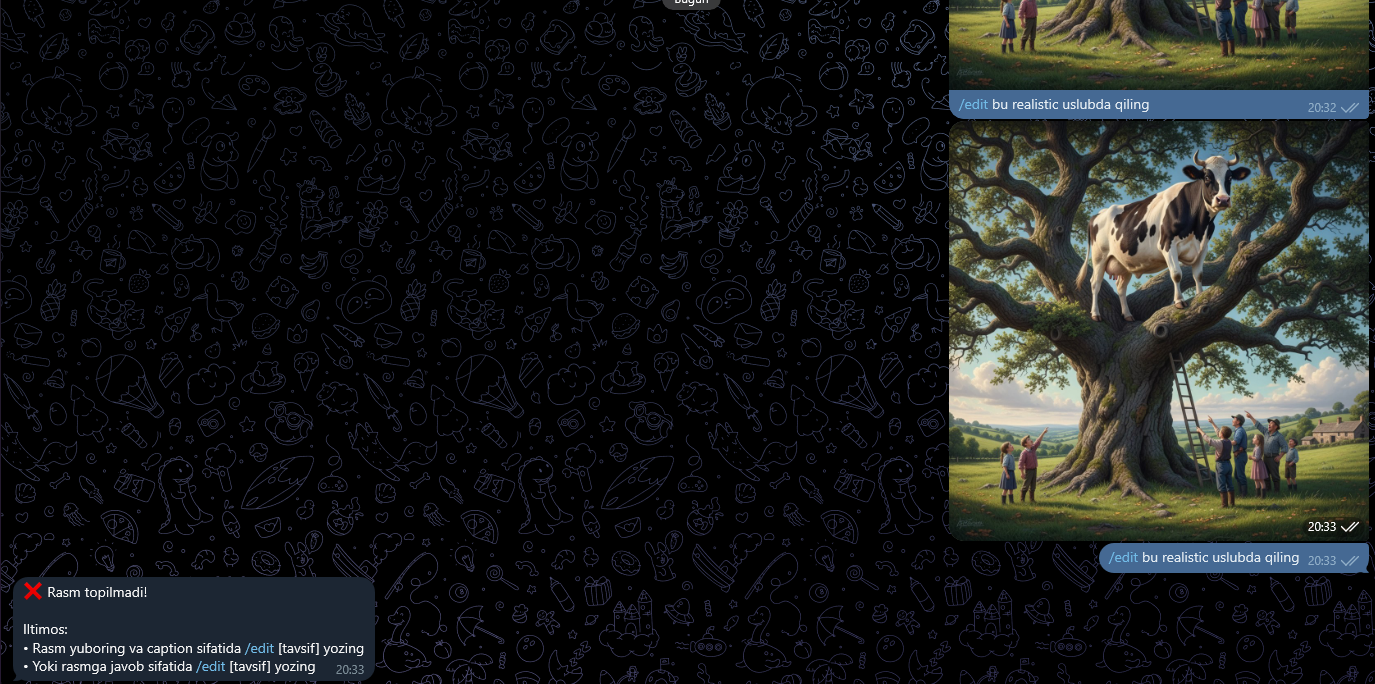 Bugun
/edit bu realistic uslubda qiling
20:32
20:33
/edit bu realistic uslubda qiling
20:33
❌ Rasm topilmadi!
Iltimos:
• Rasm yuboring va caption sifatida /edit [tavsif] yozing
• Yoki rasmga javob sifatida /edit [tavsif] yozing
20:33